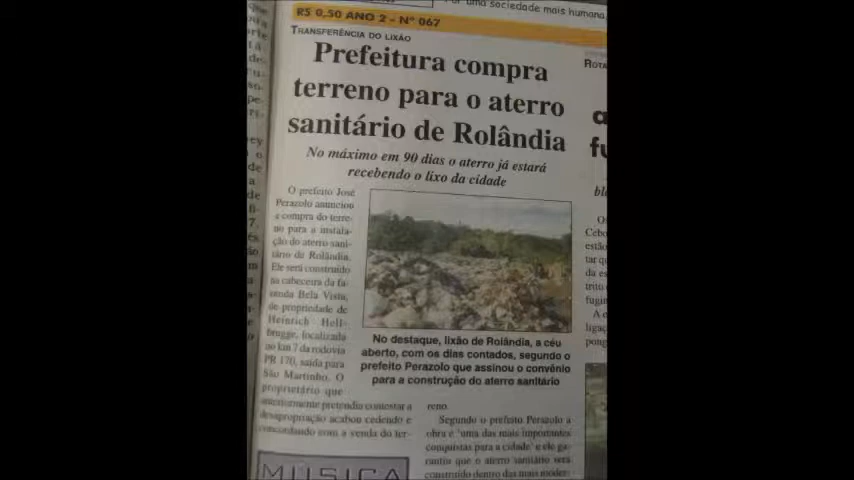 Por uma sociedade mais humana
R$ 0,50 ANO 2 - Nº 067
TRANSFERÊNCIA DO LIXÃO
Prefeitura compra
terreno para o aterro
sanitário de Rolândia
No máximo em 90 dias o aterro já estará
recebendo o lixo da cidade
O prefeito José
Perazolo anunciou
a compra do terre-
no para a instala-
ção do aterro sani-
tário de Rolândia.
Ele será construído
na cabeceira da fa-
zenda Bela Vista,
de propriedade de
Heinrich Hell-
brugge, localizada
no km 7 da rodovia
PR 170, saída para
São Martinho. O
proprietário que
anteriormente pretendia contestar a
desapropriação acabou cedendo e
concordando com a venda do ter-
No destaque, lixão de Rolândia, a céu
aberto, com os dias contados, segundo o
prefeito Perazolo que assinou o convênio
para a construção do aterro sanitário
reno.
Segundo o prefeito Perazolo a
obra e 'uma das mais importantes
conquistas para a cidade' e ele ga-
rantiu que o aterro sanitário será
construído dentro das mais moder-
MÚSICA